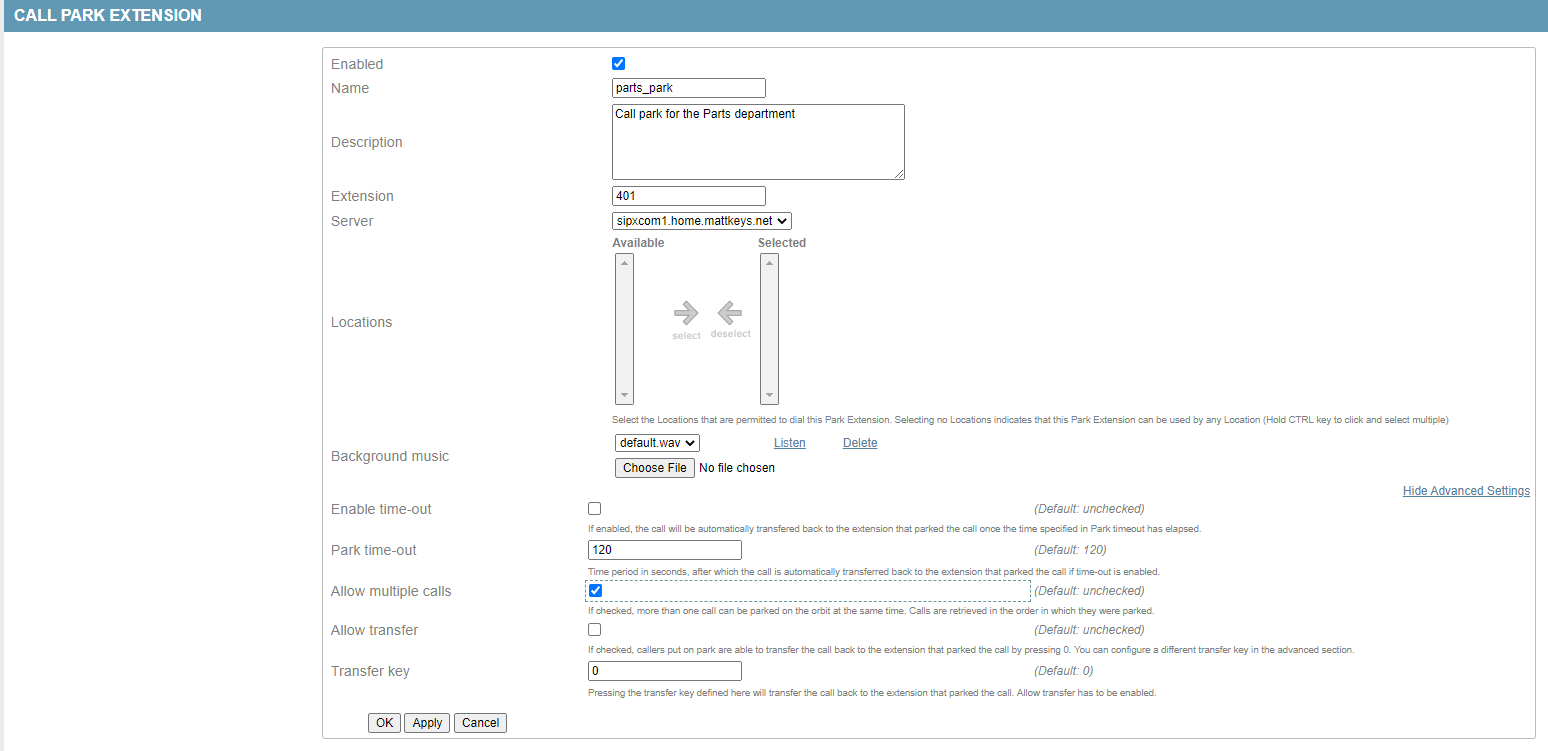 CALL PARK EXTENSION
Enabled
Name parts_park
Description Call park for the Parts department
Extension 401
Server sipxcom1.home.mattkeys.net
Available Selected
Locations select deselect
Select the Locations that are permitted to dial this Park Extension. Selecting no Locations indicates that this Park Extension can be used by any Location (Hold CTRL key to click and select multiple)
Background music default.wav Listen Delete
Choose File No file chosen
Hide Advanced Settings
Enable time-out (Default: unchecked)
If enabled, the call will be automatically transfered back to the extension that parked the call once the time specified in Park timeout has elapsed.
Park time-out 120 (Default: 120)
Time period in seconds, after which the call is automatically transferred back to the extension that parked the call if time-out is enabled.
Allow multiple calls (Default: unchecked)
If checked, more than one call can be parked on the orbit at the same time. Calls are retrieved in the order in which they were parked.
Allow transfer (Default: unchecked)
If checked, callers put on park are able to transfer the call back to the extension that parked the call by pressing 0. You can configure a different transfer key in the advanced section.
Transfer key 0 (Default: 0)
Pressing the transfer key defined here will transfer the call back to the extension that parked the call. Allow transfer has to be enabled.
OK Apply Cancel